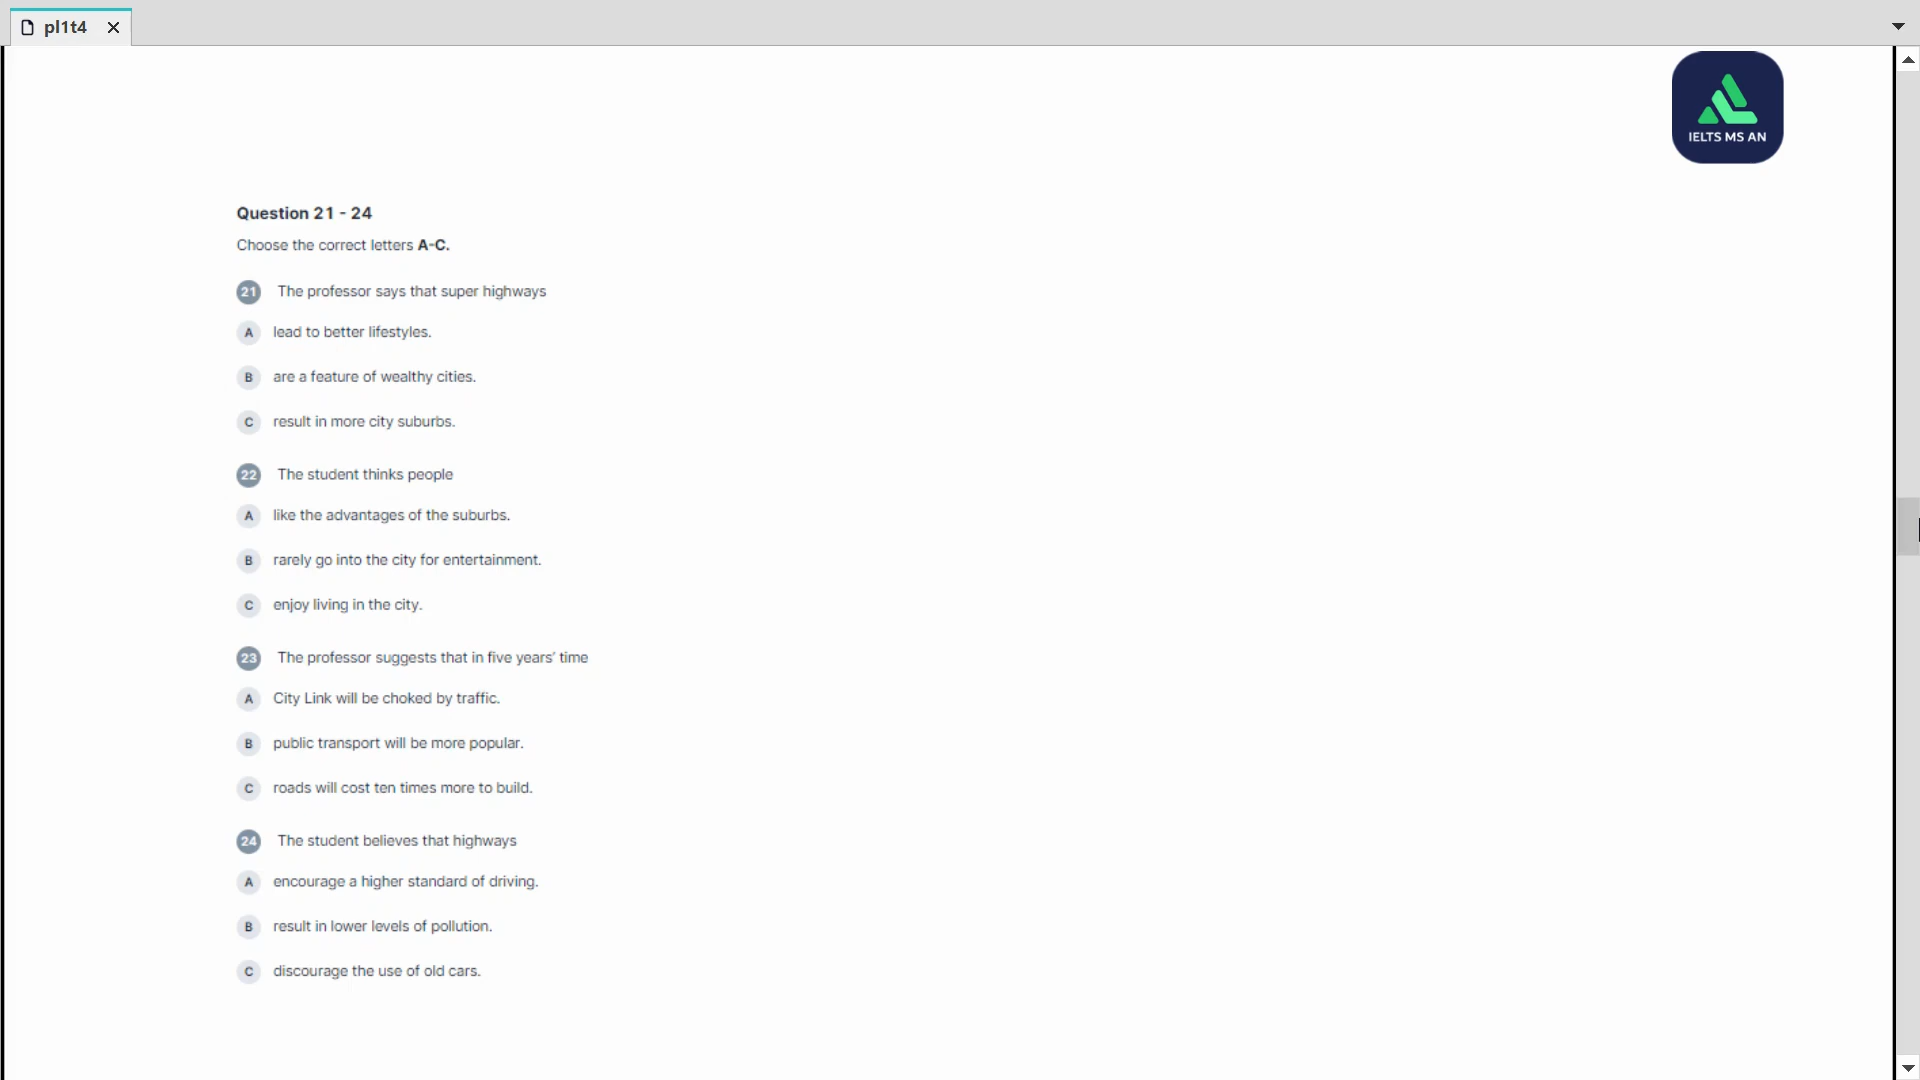 pl1t4
IELTS MS AN
Question 21 - 24
Choose the correct letters A-C.
21 The professor says that super highways
A lead to better lifestyles.
B are a feature of wealthy cities.
C result in more city suburbs.
22 The student thinks people
A like the advantages of the suburbs.
B rarely go into the city for entertainment.
C enjoy living in the city.
23 The professor suggests that in five years' time
A City Link will be choked by traffic.
B public transport will be more popular.
C roads will cost ten times more to build.
24 The student believes that highways
A encourage a higher standard of driving.
B result in lower levels of pollution.
C discourage the use of old cars.